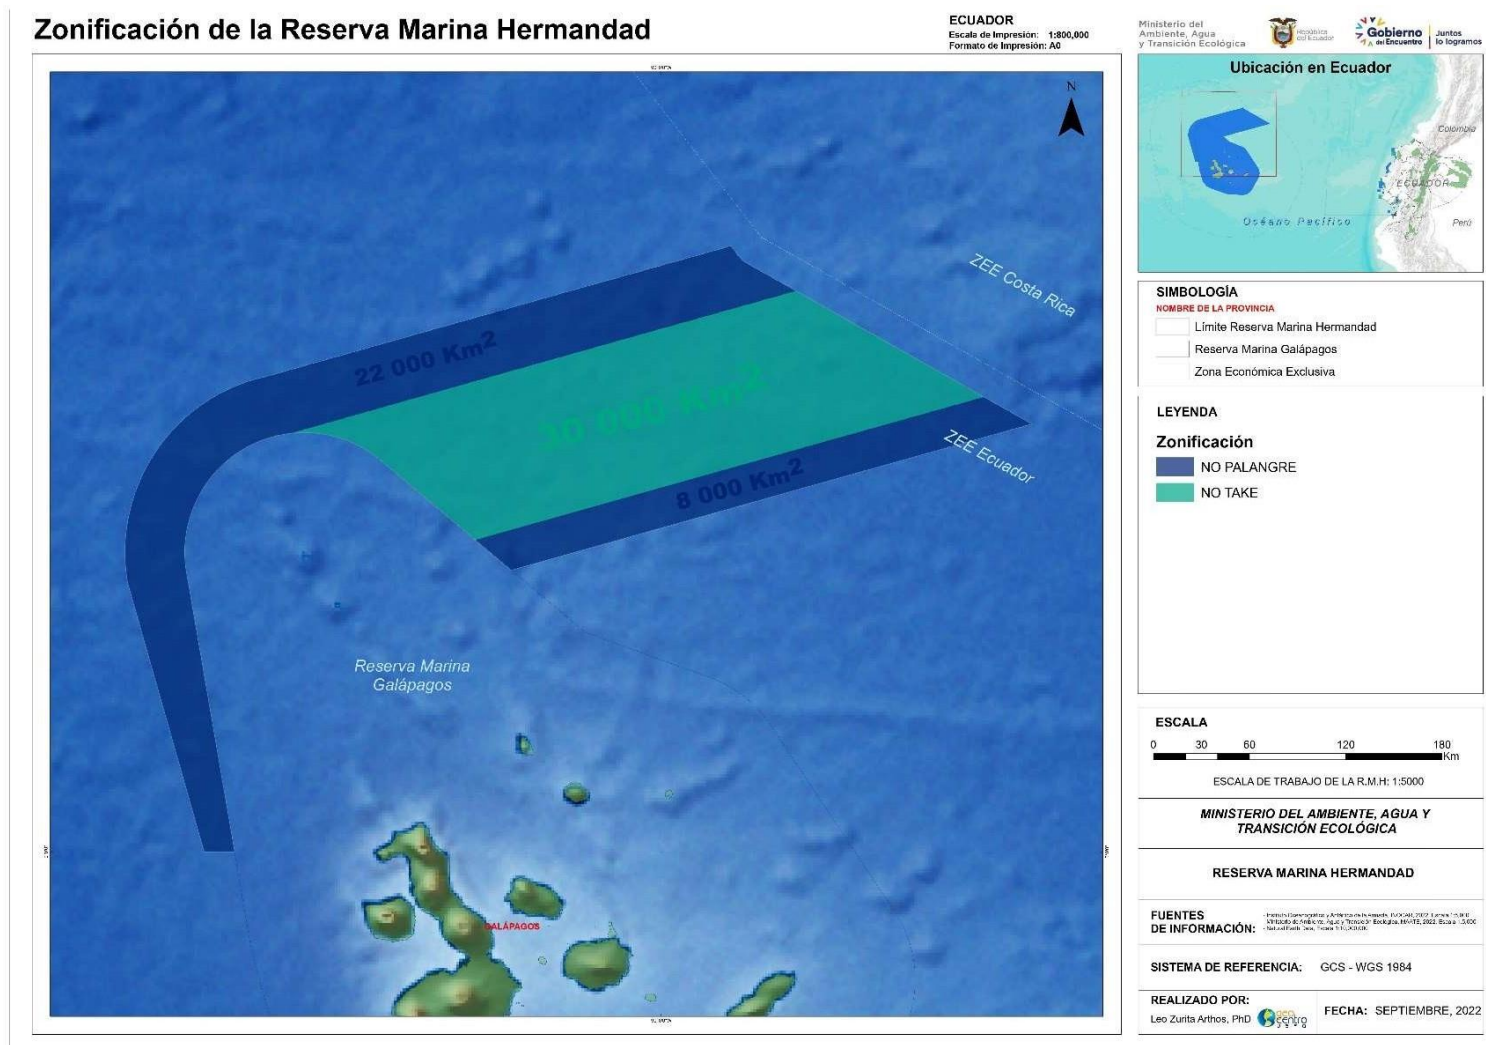 Zonificación de la Reserva Marina Hermandad
ECUADOR
Escala de Impresión: 1:800,000
Formato de Impresión: A0
Ministerio del
Ambiente, Agua
y Transición Ecológica
República
del Ecuador
Gobierno
del Encuentro
Juntos
lo logramos
N
22 000 Km²
30 000 Km²
8 000 Km²
ZEE Costa Rica
ZEE Ecuador
Reserva Marina
Galápagos
GALÁPAGOS
Ubicación en Ecuador
Colombia
ECUADOR
Océano Pacífico
Perú
SIMBOLOGÍA
NOMBRE DE LA PROVINCIA
Límite Reserva Marina Hermandad
Reserva Marina Galápagos
Zona Económica Exclusiva
LEYENDA
Zonificación
NO PALANGRE
NO TAKE
ESCALA
0 30 60 120 180
Km
ESCALA DE TRABAJO DE LA R.M.H: 1:5000
MINISTERIO DEL AMBIENTE, AGUA Y
TRANSICIÓN ECOLÓGICA
RESERVA MARINA HERMANDAD
FUENTES
DE INFORMACIÓN:
SISTEMA DE REFERENCIA: GCS - WGS 1984
REALIZADO POR:
Leo Zurita Arthos, PhD
geo
centro
FECHA: SEPTIEMBRE, 2022